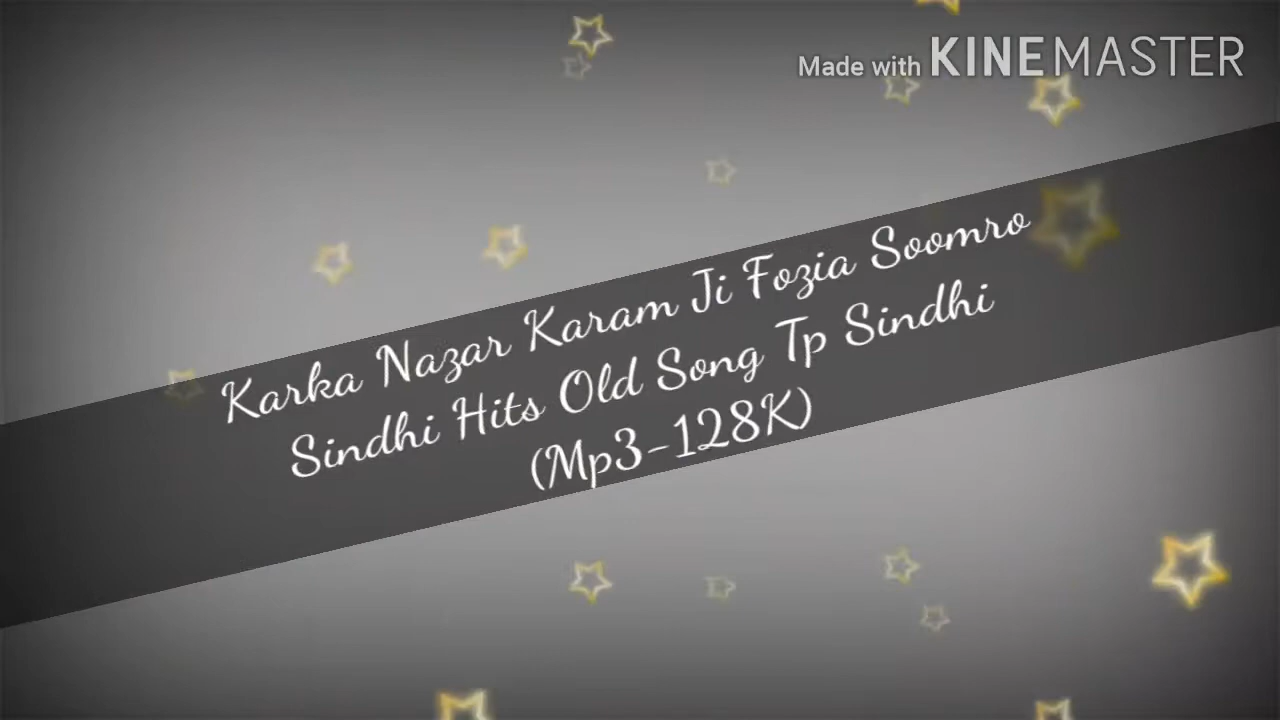 Made with KINEMASTER
Karka Nazar Karam Ji Fozia Soomro
Sindhi Hits Old Song Tp Sindhi
(Mp3-128K)